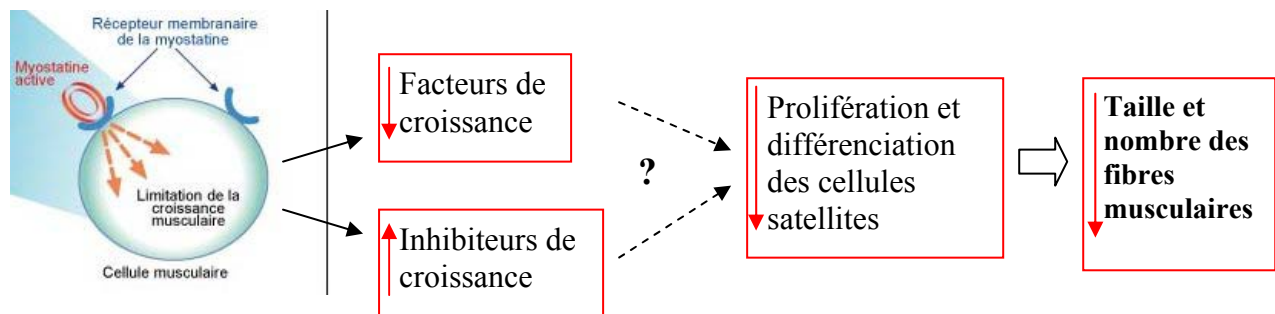 Récepteur membranaire
de la myostatine
Myostatine
active
Limitation de la
croissance
musculaire
Cellule musculaire
Facteurs de
croissance
Inhibiteurs de
croissance
?
Prolifération et
différenciation
des cellules
satellites
Taille et
nombre des
fibres
musculaires